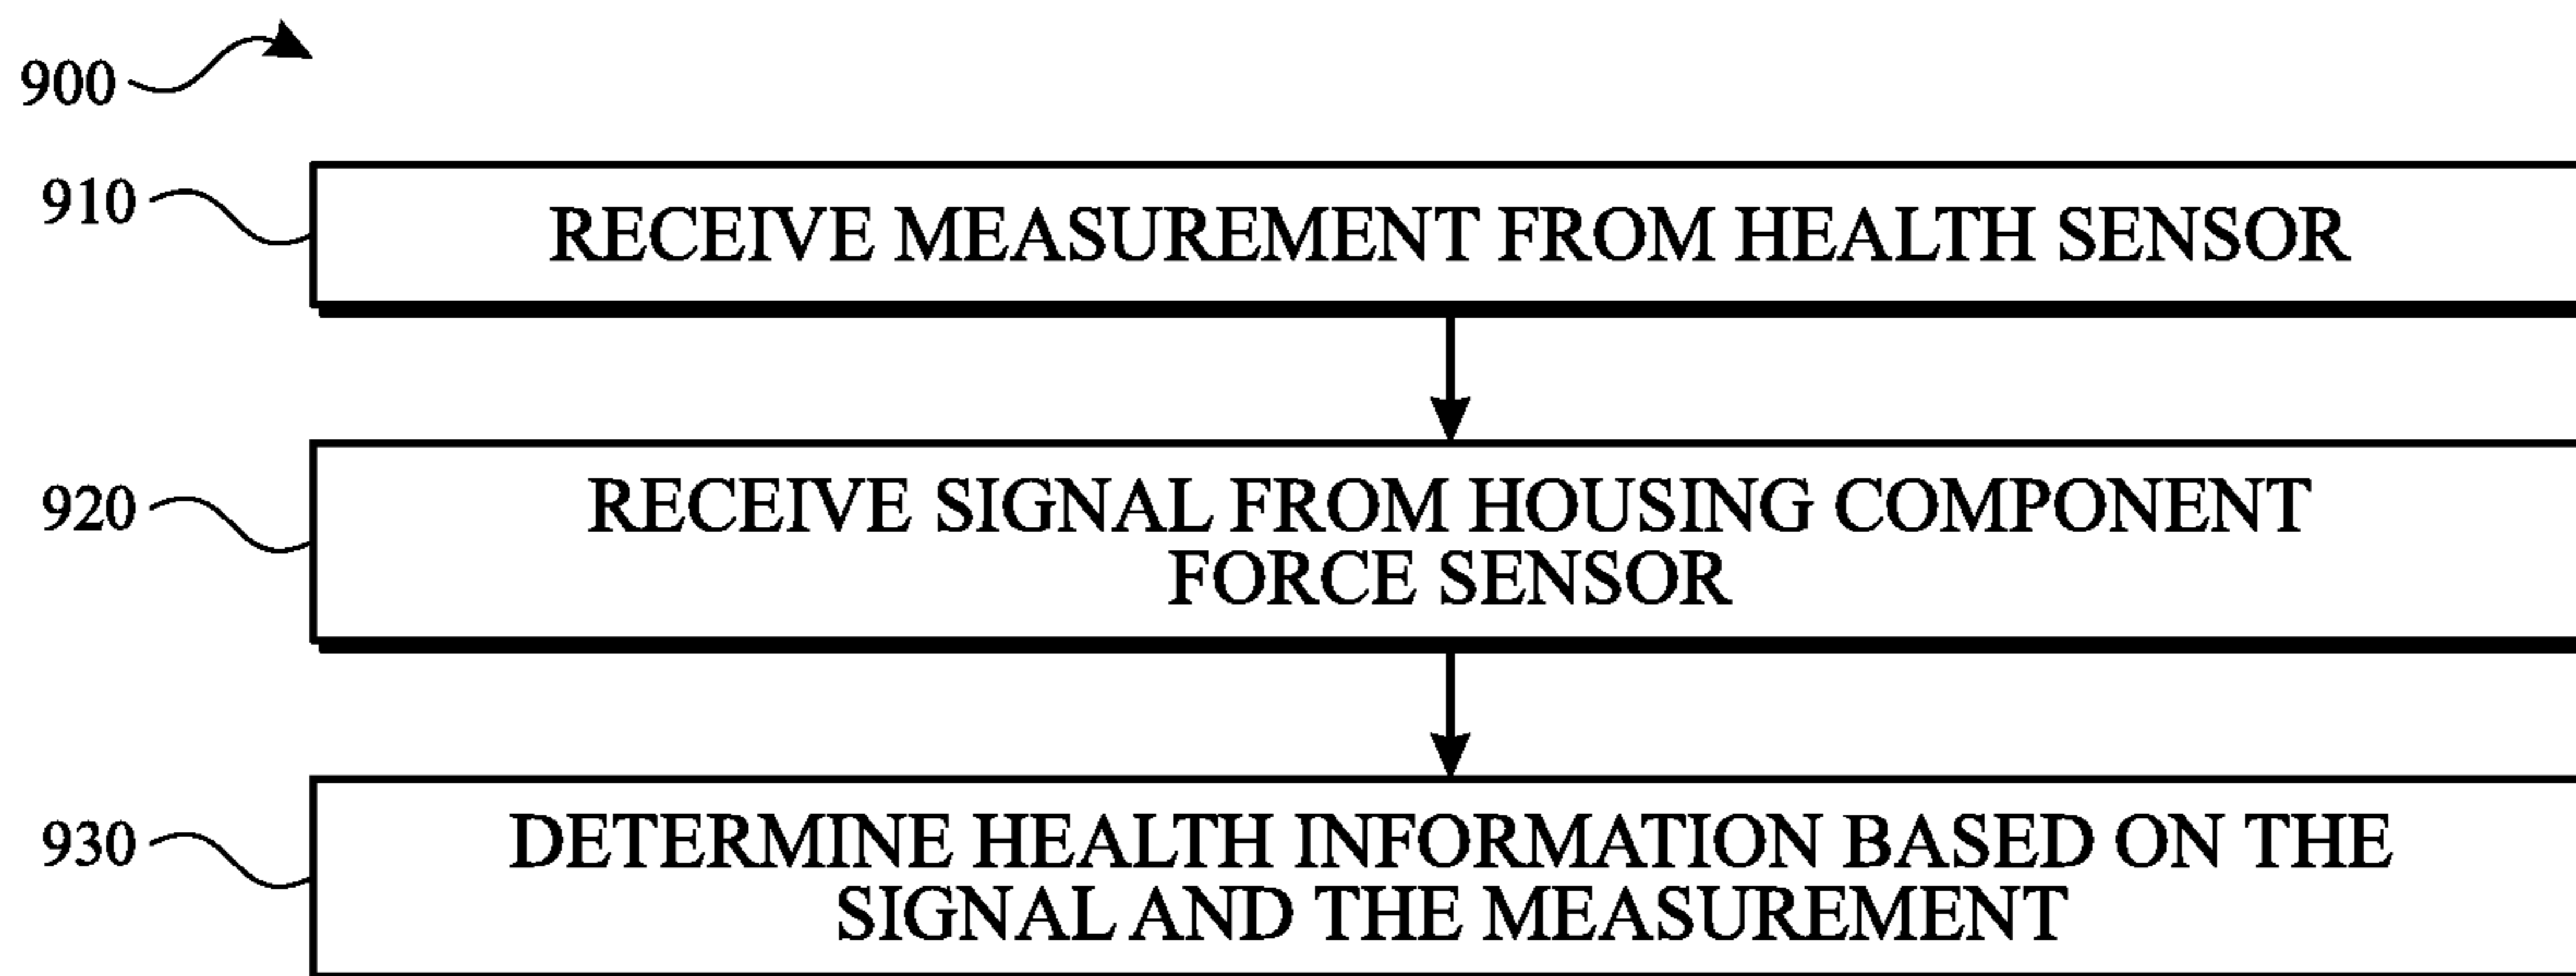 900
910
RECEIVE MEASUREMENT FROM HEALTH SENSOR
920
RECEIVE SIGNAL FROM HOUSING COMPONENT
FORCE SENSOR
930
DETERMINE HEALTH INFORMATION BASED ON THE
SIGNAL AND THE MEASUREMENT